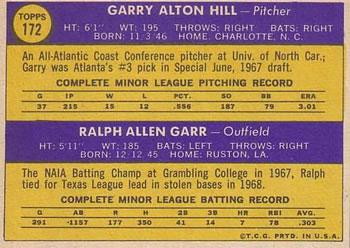 TOPPS
172
GARRY ALTON HILL - Pitcher
HT: 6'1" WT: 195 THROWS: RIGHT BATS: RIGHT
BORN: 11/3/46 HOME: CHARLOTTE, N. C.
An All-Atlantic Coast Conference pitcher at Univ. of North Car.;
Garry was Atlanta's #3 pick in Special June, 1967 draft.
COMPLETE MINOR LEAGUE PITCHING RECORD
G IP W L PCT. SO BB ERA
37 215 15 12 .556 187 79 3.01
RALPH ALLEN GARR - Outfield
HT: 5'11" WT: 185 BATS: LEFT THROWS: RIGHT
BORN: 12/12/45 HOME: RUSTON, LA.
The NAIA Batting Champ at Grambling College in 1967, Ralph
tied for Texas League lead in stolen bases in 1968.
COMPLETE MINOR LEAGUE BATTING RECORD
G AB R H 2B 3B HR RBI AVG.
291 1157 177 350 41 14 7 78 .303
©T.C.G. PRTD. IN U.S.A.